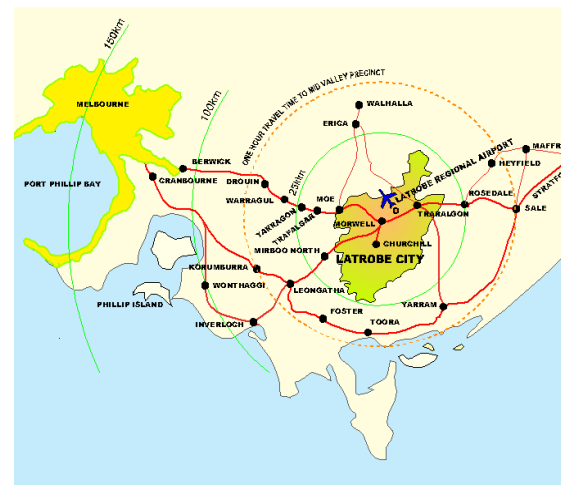 150km
MELBOURNE
100km
ONE HOUR TRAVEL TIME TO MID VALLEY PRECINCT
WALHALLA
ERICA
BERWICK
CRANBOURNE
PORT PHILLIP BAY
DROUIN
WARRAGUL
25km
YARRAGON
TRAFALGAR
MOE
MORWELL
LATROBE REGIONAL AIRPORT
TRARALGON
ROSEDALE
HEYFIELD
MAFFR
STRATFO
SALE
CHURCHILL
LATROBE CITY
MIRBOO NORTH
KORUMBURRA
WONTHAGGI
LEONGATHA
PHILLIP ISLAND
INVERLOCH
FOSTER
TOORA
YARRAM